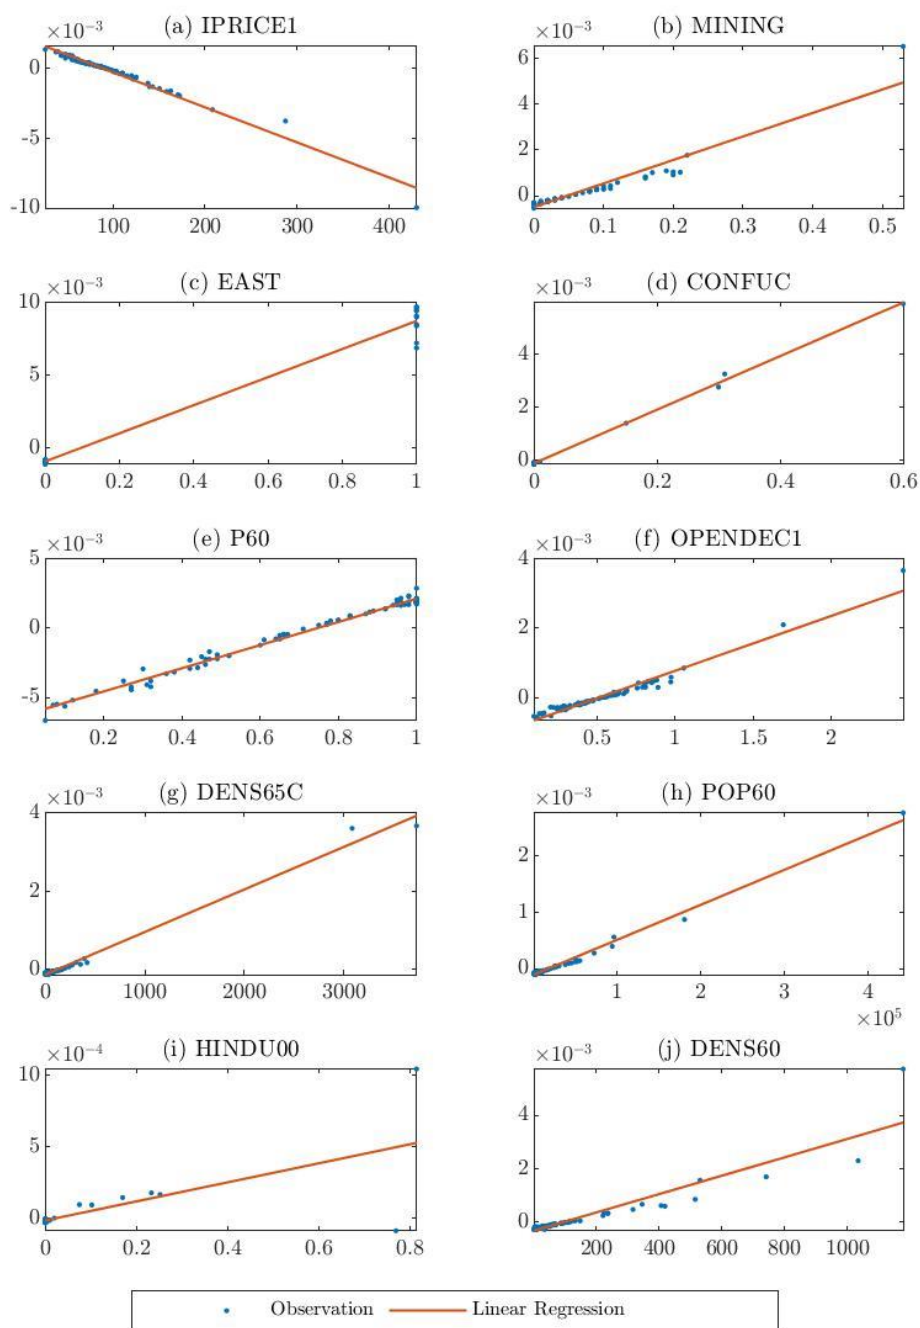 ×10⁻³ (a) IPRICE1
0
-5
-10
100 200 300 400
×10⁻³ (b) MINING
6
4
2
0
0 0.1 0.2 0.3 0.4 0.5
×10⁻³ (c) EAST
10
5
0
0 0.2 0.4 0.6 0.8 1
×10⁻³ (d) CONFUC
4
2
0
0 0.2 0.4 0.6
×10⁻³ (e) P60
5
0
-5
0.2 0.4 0.6 0.8 1
×10⁻³ (f) OPENDEC1
4
2
0
0.5 1 1.5 2
(g) DENS65C
×10⁻³
4
2
0
0 1000 2000 3000
(h) POP60
×10⁻³
2
1
0
1 2 3 4
×10⁵
×10⁻⁴ (i) HINDU00
10
5
0
0 0.2 0.4 0.6 0.8
×10⁻³ (j) DENS60
4
2
0
200 400 600 800 1000
Observation Linear Regression